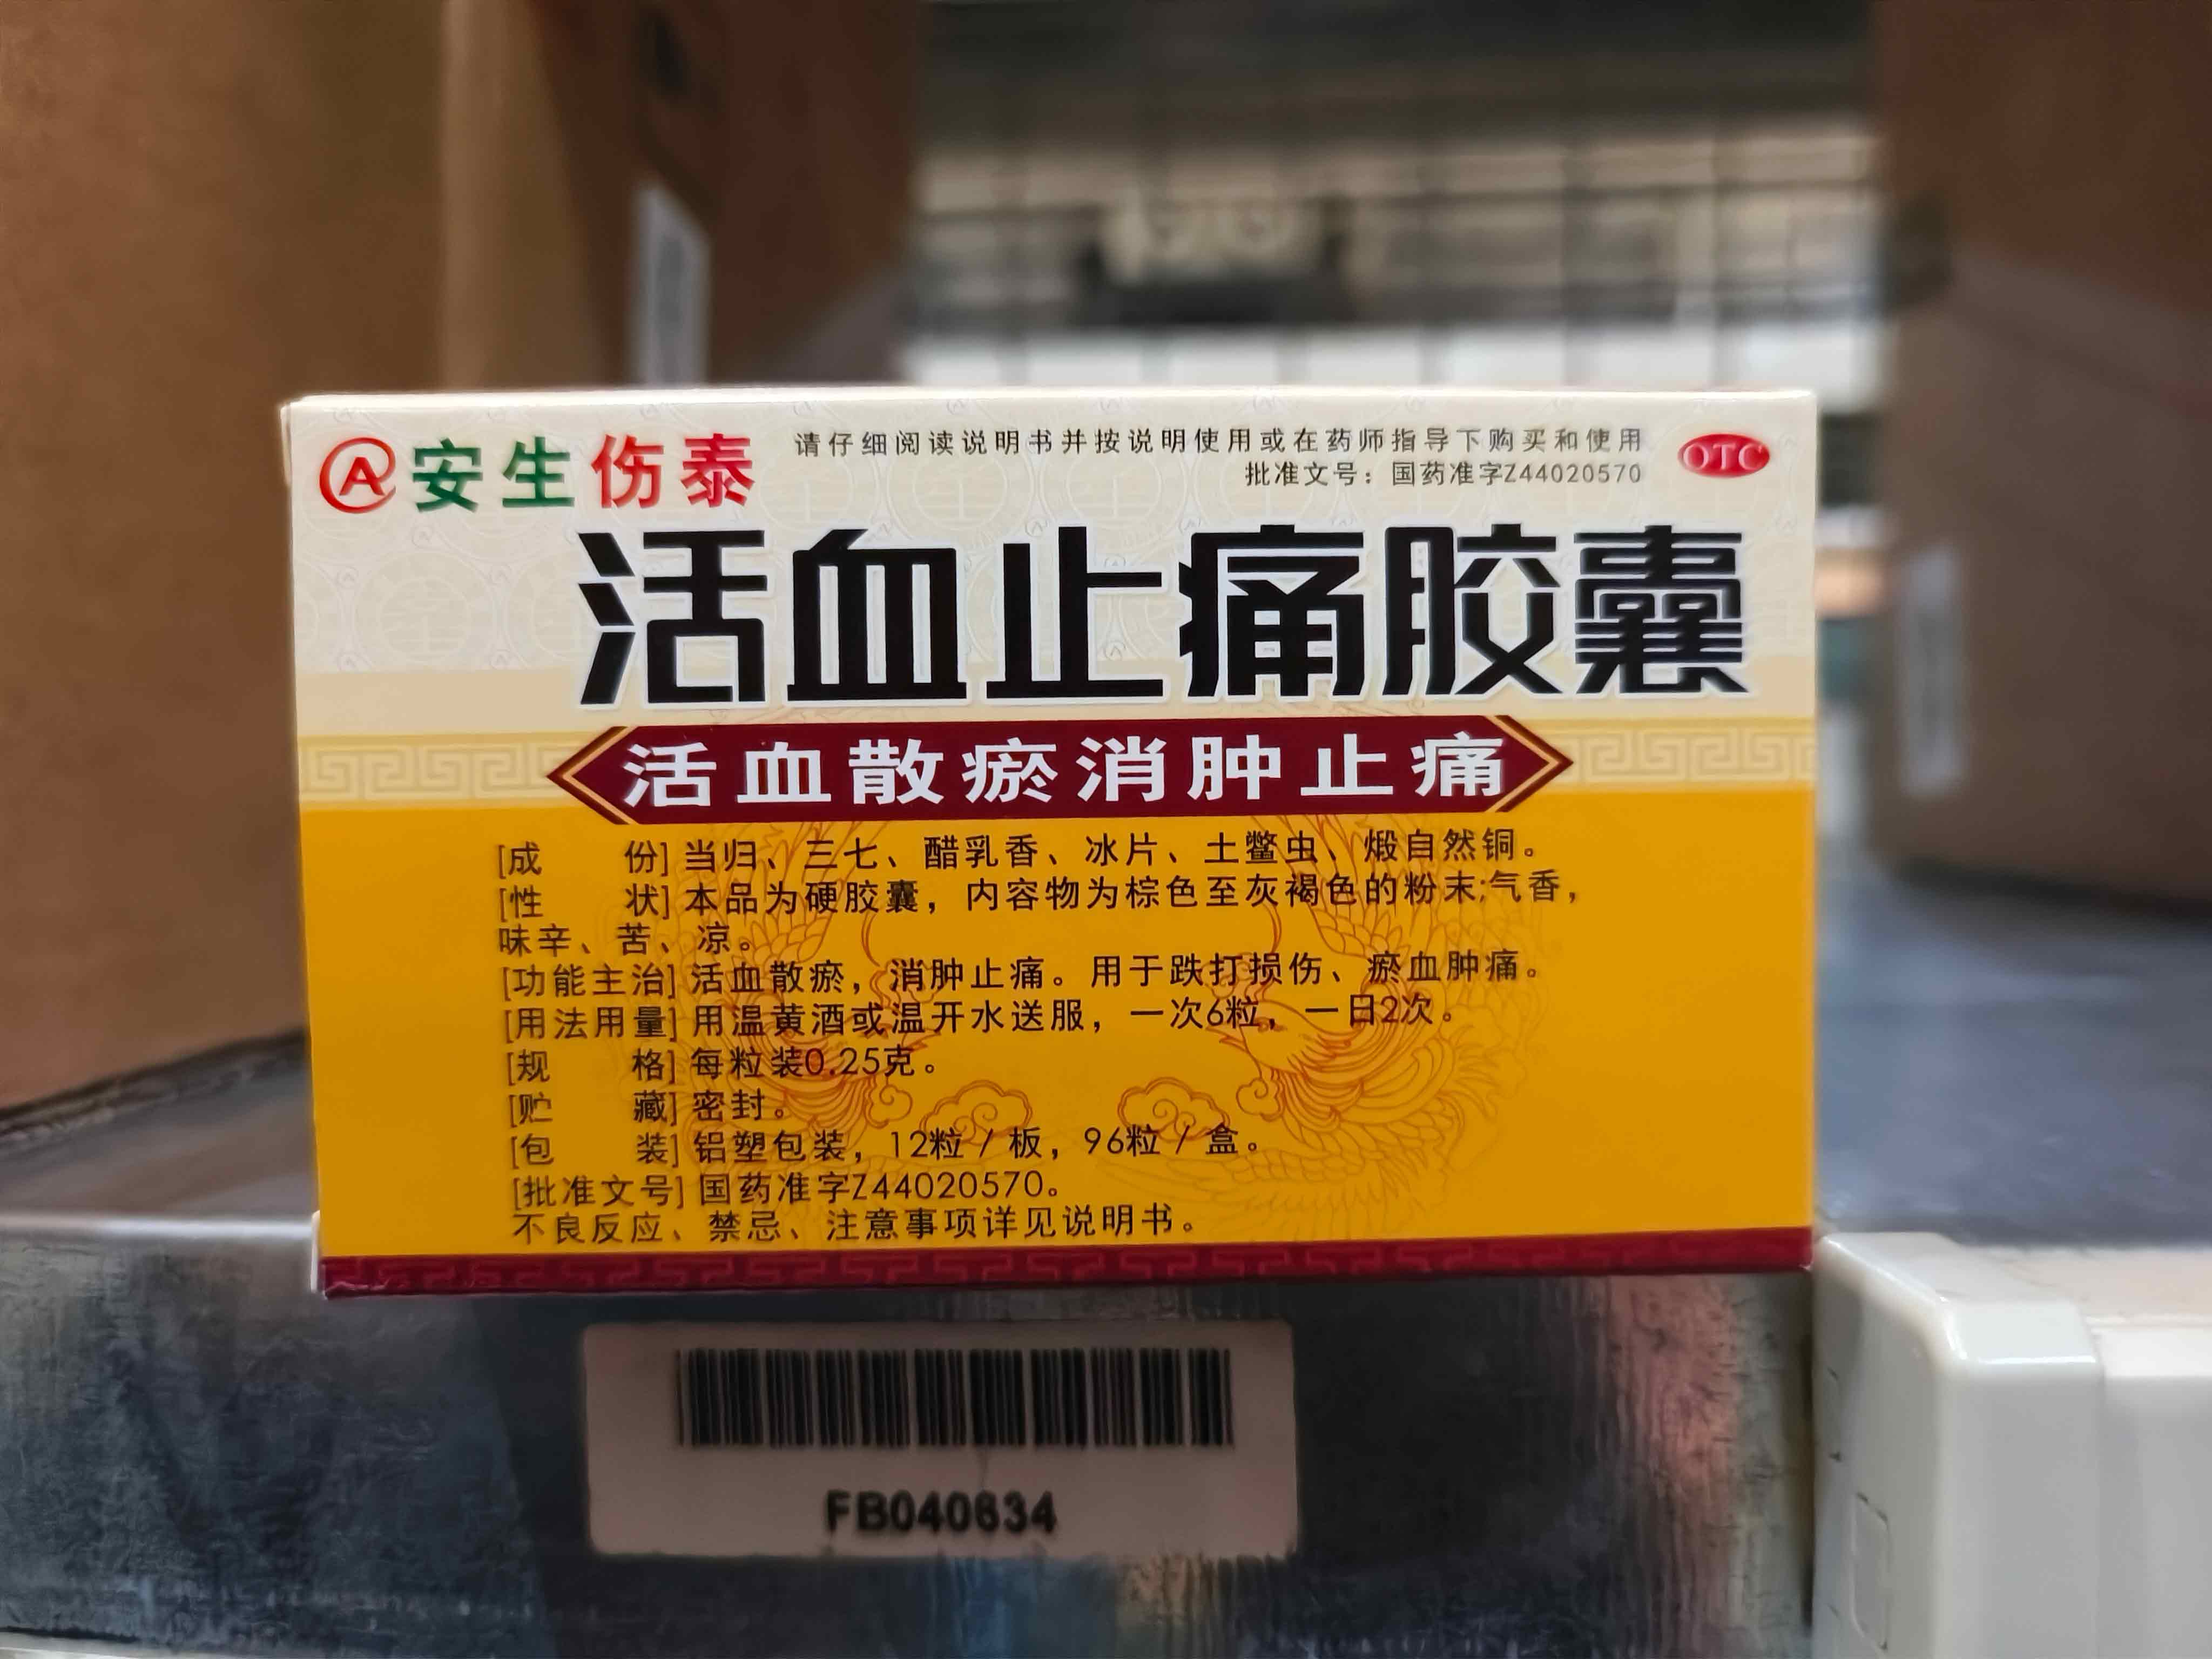 安生伤泰
请仔细阅读说明书并按说明使用或在药师指导下购买和使用
批准文号：国药准字Z44020570
OTC
活血止痛胶囊
活血散瘀消肿止痛
[成 份] 当归、三七、醋乳香、冰片、土鳖虫、煅自然铜。
[性 状] 本品为硬胶囊，内容物为棕色至灰褐色的粉末;气香，
味辛、苦、凉。
[功能主治] 活血散瘀，消肿止痛。用于跌打损伤、瘀血肿痛。
[用法用量] 用温黄酒或温开水送服，一次6粒，一日2次。
[规 格] 每粒装0.25克。
[贮 藏] 密封。
[包 装] 铝塑包装，12粒/板，96粒/盒。
[批准文号] 国药准字Z44020570。
不良反应、禁忌、注意事项详见说明书。
FB040634